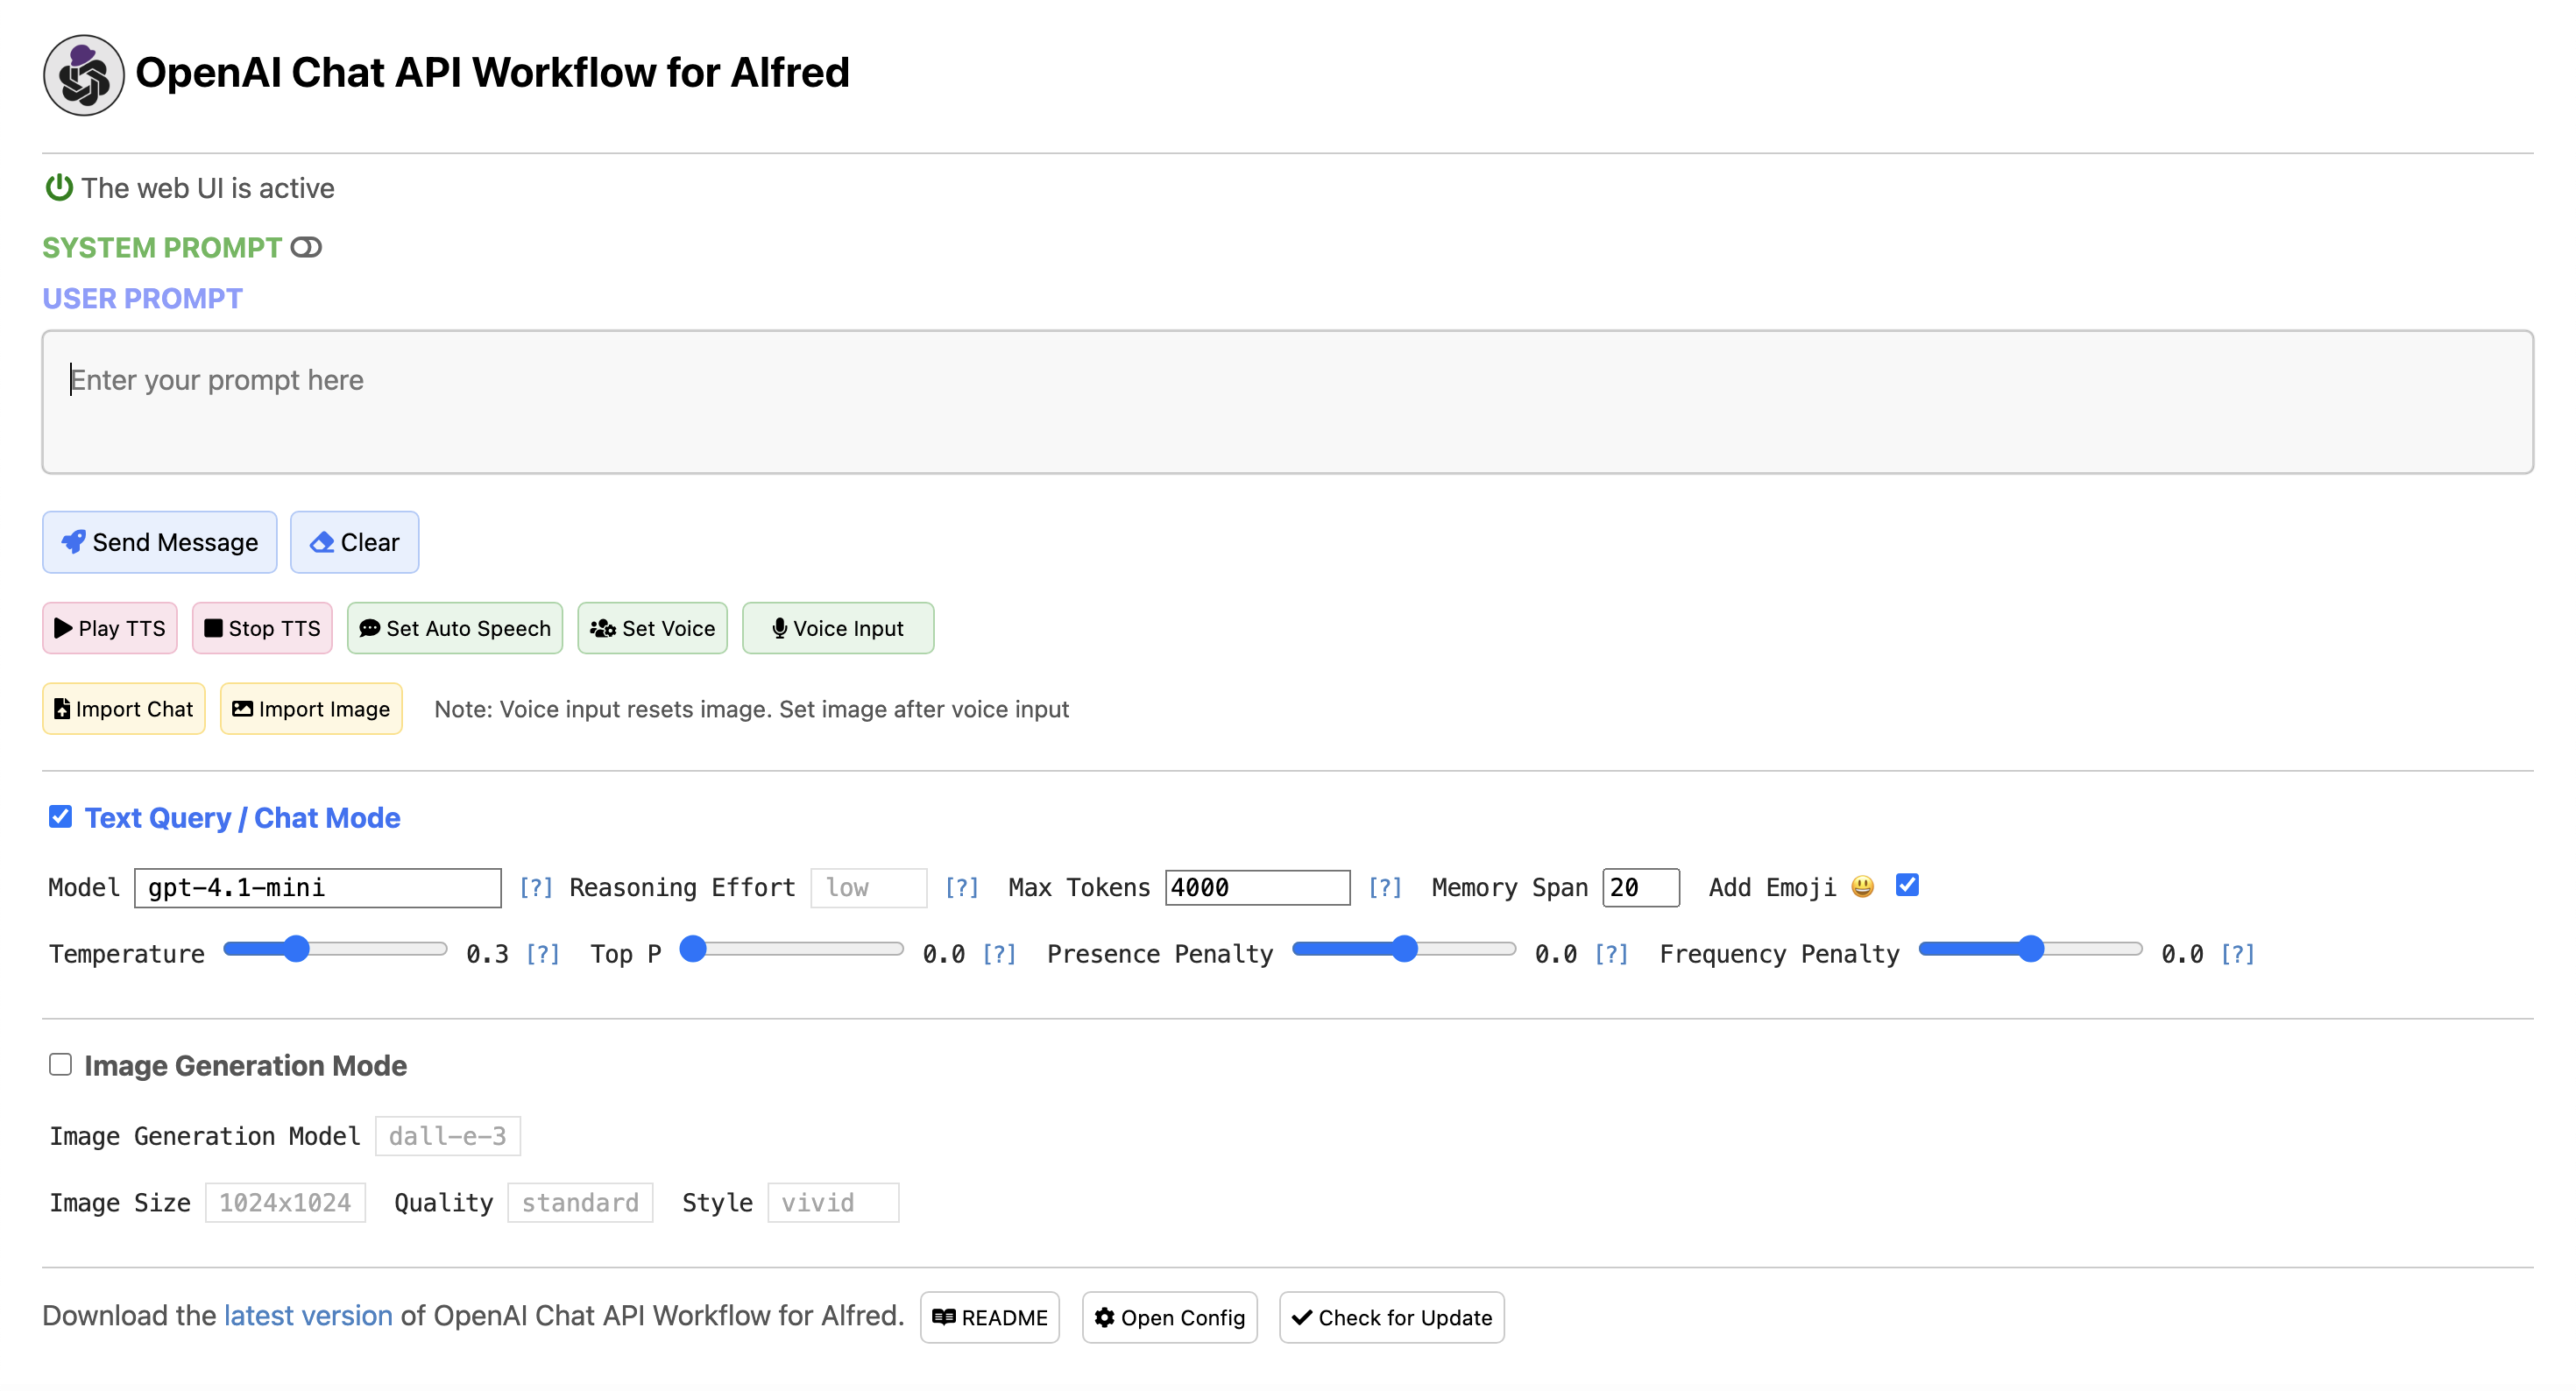 OpenAI Chat API Workflow for Alfred
The web UI is active
SYSTEM PROMPT
USER PROMPT
Enter your prompt here
Send Message Clear
Play TTS Stop TTS Set Auto Speech Set Voice Voice Input
Import Chat Import Image Note: Voice input resets image. Set image after voice input
Text Query / Chat Mode
Model gpt-4.1-mini [?] Reasoning Effort low [?] Max Tokens 4000 [?] Memory Span 20 Add Emoji 😃
Temperature 0.3 [?] Top P 0.0 [?] Presence Penalty 0.0 [?] Frequency Penalty 0.0 [?]
Image Generation Mode
Image Generation Model dall-e-3
Image Size 1024x1024 Quality standard Style vivid
Download the latest version of OpenAI Chat API Workflow for Alfred. README Open Config Check for Update